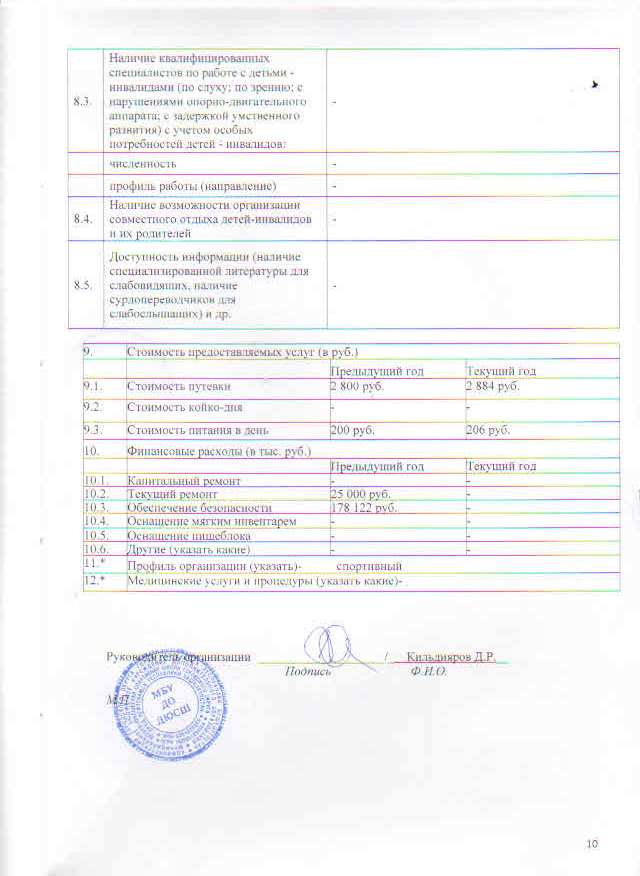 Наличие квалифицированных
специалистов по работе с детьми -
инвалидами (по слуху; по зрению; с
8.3. нарушениями опорно-двигательного -
аппарата; с задержкой умственного
развития) с учетом особых
потребностей детей - инвалидов:
численность -
профиль работы (направление) -
Наличие возможности организации
8.4. совместного отдыха детей-инвалидов -
и их родителей
Доступность информации (наличие
специализированной литературы для
8.5. слабовидящих, наличие -
сурдопереводчиков для
слабослышащих) и др.
9. Стоимость предоставляемых услуг (в руб.)
Предыдущий год Текущий год
9.1. Стоимость путевки 2 800 руб. 2 884 руб.
9.2. Стоимость койко-дня - -
9.3. Стоимость питания в день 200 руб. 206 руб.
10. Финансовые расходы (в тыс. руб.)
Предыдущий год Текущий год
10.1. Капитальный ремонт - -
10.2. Текущий ремонт 25 000 руб. -
10.3. Обеспечение безопасности 178 122 руб. -
10.4. Оснащение мягким инвентарем - -
10.5. Оснащение пищеблока - -
10.6. Другие (указать какие) - -
11.* Профиль организации (указать)- спортивный
12.* Медицинские услуги и процедуры (указать какие)-
Руководитель организации / Кильдияров Д.Р.
Подпись Ф.И.О.
М.П.
МБУ
ДО
ДЮСШ
10